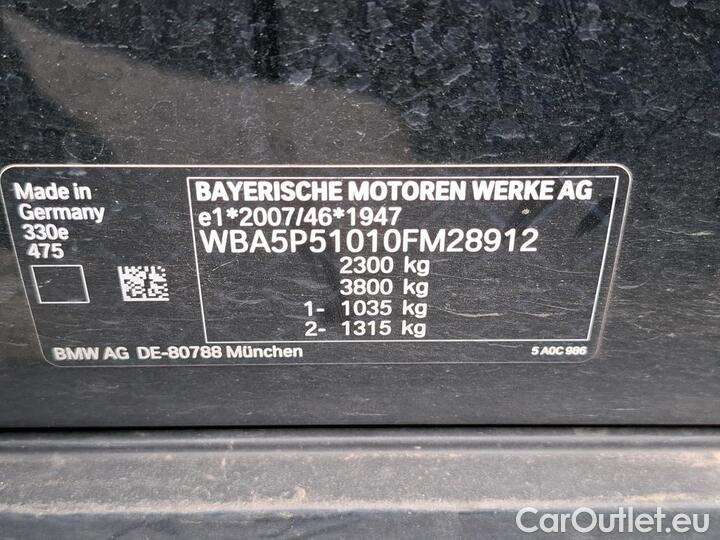 Made in
Germany
330e
475
BAYERISCHE MOTOREN WERKE AG
e1*2007/46*1947
WBA5P51010FM28912
2300 kg
3800 kg
1- 1035 kg
2- 1315 kg
BMW AG DE-80788 München
5 A0C 986
CarOutlet.eu